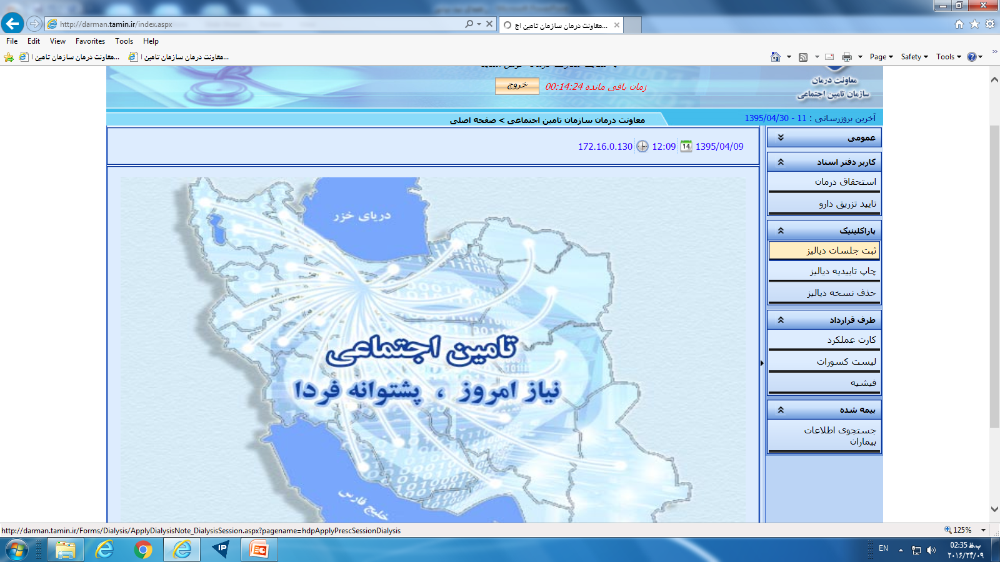 http://darman.tamin.ir/index.aspx
معاونت درمان سازمان تامین اج...
File Edit View Favorites Tools Help
معاونت درمان سازمان تامین ا...
معاونت درمان سازمان تامین ا...
Page Safety Tools
معاونت درمان
سازمان تامین اجتماعی
زمان باقی مانده 00:14:24
خروج
آخرین بروزرسانی : 11 - 1395/04/30
معاونت درمان سازمان تامین اجتماعی > صفحه اصلی
1395/04/09 14 12:09 172.16.0.130
عمومی
کاربر دفتر اسناد
استحقاق درمان
تایید تزریق دارو
پاراکلینیک
ثبت جلسات دیالیز
چاپ تاییدیه دیالیز
حذف نسخه دیالیز
طرف قرارداد
کارت عملکرد
لیست کسورات
فیشیه
بیمه شده
جستجوی اطلاعات
بیماران
دریای خزر
تامین اجتماعی
نیاز امروز ، پشتوانه فردا
خلیج فارس
http://darman.tamin.ir/Forms/Dialysis/ApplyDialysisNote_DialysisSession.aspx?pagename=hdpApplyPrescSessionDialysis
125%
IP
EN
02:35 ب.ظ
۲۰۱۶/۲۴/۰۹